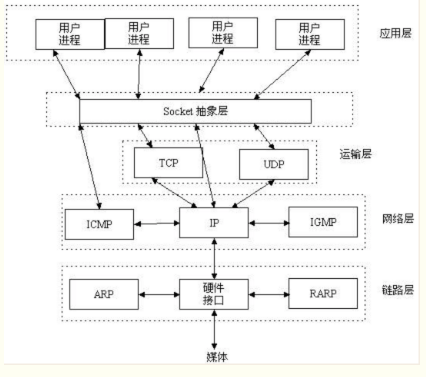 用户
进程
用户
进程
用户
进程
用户
进程
应用层
Socket 抽象层
运输层
TCP
UDP
网络层
ICMP
IP
IGMP
链路层
ARP
硬件
接口
RARP
媒体